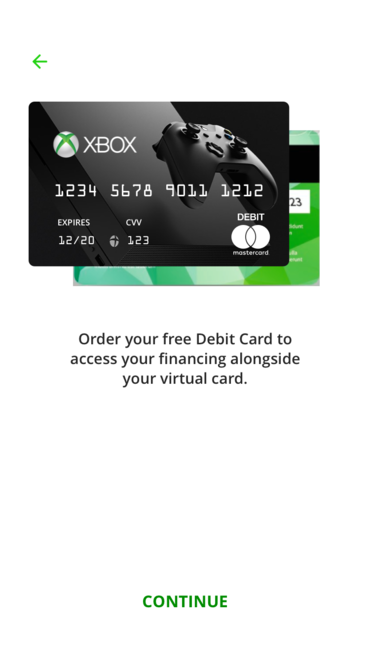 XBOX
1234 5678 9011 1212
EXPIRES CVV DEBIT
12/20 123
mastercard
23
Order your free Debit Card to
access your financing alongside
your virtual card.
CONTINUE